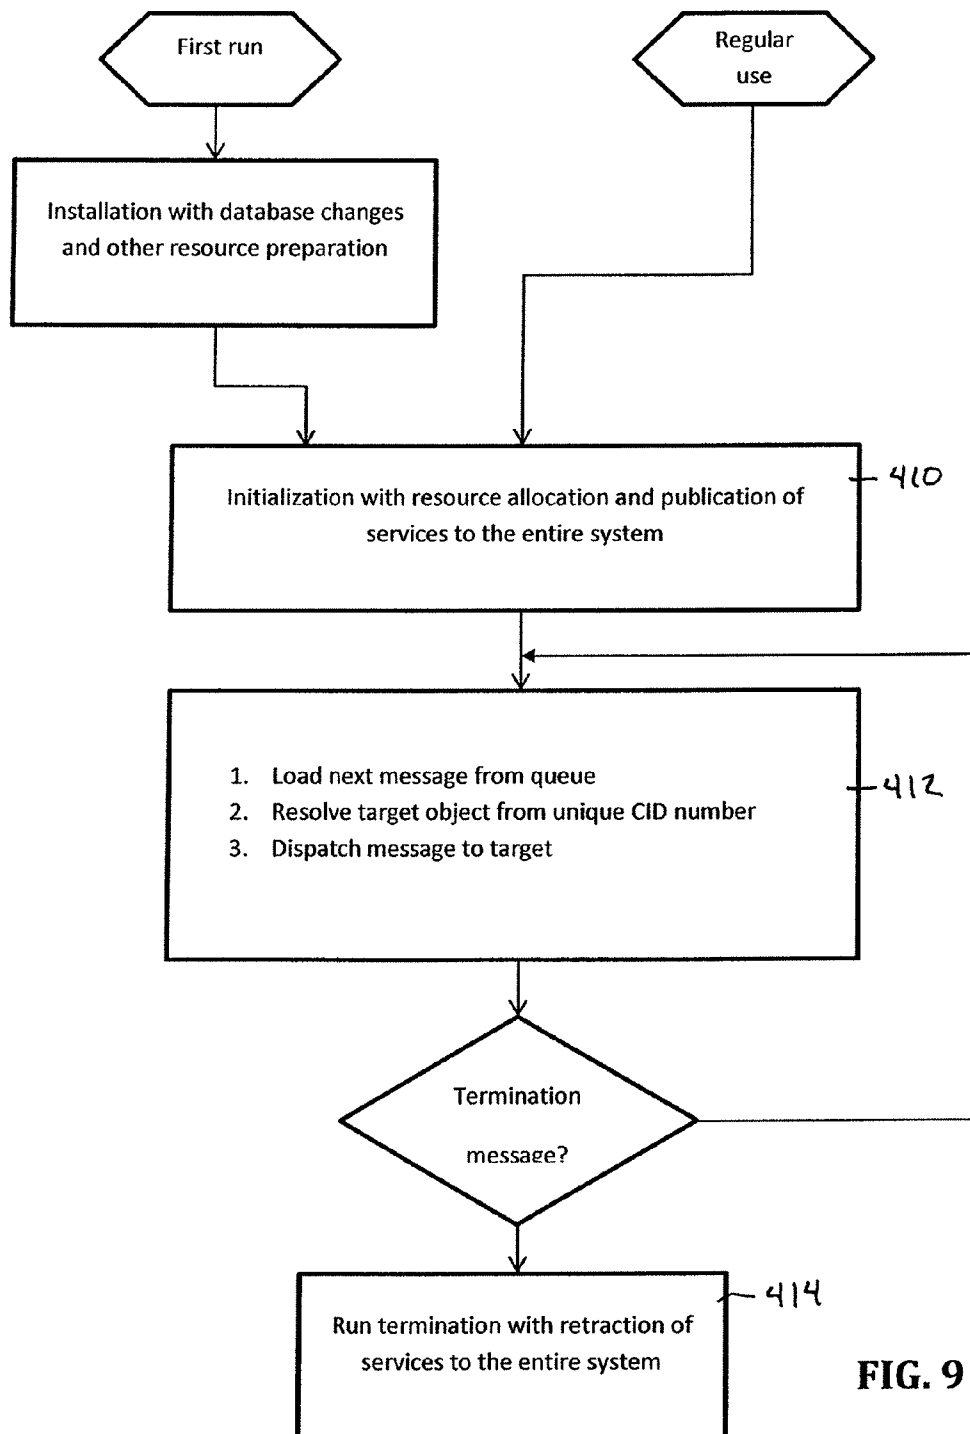 First run
Regular
use
Installation with database changes
and other resource preparation
Initialization with resource allocation and publication of
services to the entire system
410
1. Load next message from queue
2. Resolve target object from unique CID number
3. Dispatch message to target
412
Termination
message?
Run termination with retraction of
services to the entire system
414
FIG. 9